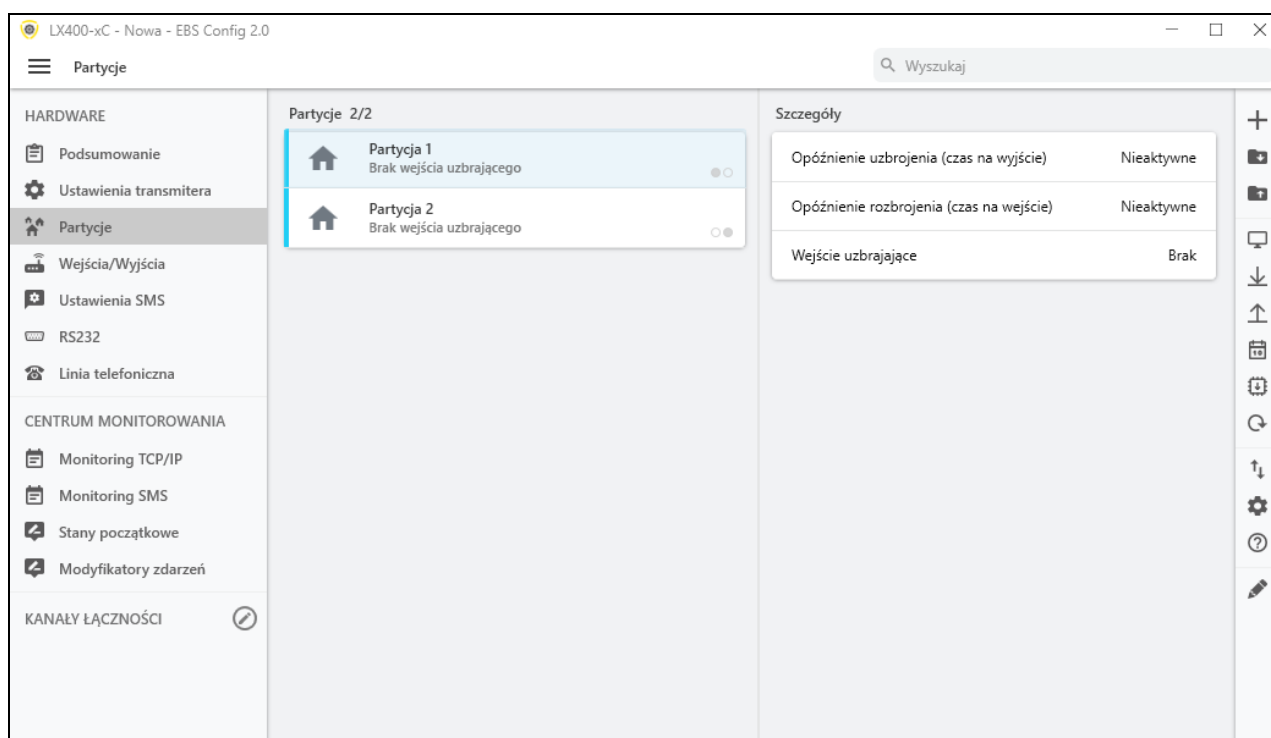 LX400-xC - Nowa - EBS Config 2.0
Partycje
Wyszukaj
HARDWARE
Podsumowanie
Ustawienia transmitera
Partycje
Wejścia/Wyjścia
Ustawienia SMS
RS232
Linia telefoniczna
CENTRUM MONITOROWANIA
Monitoring TCP/IP
Monitoring SMS
Stany początkowe
Modyfikatory zdarzeń
KANAŁY ŁĄCZNOŚCI
Partycje 2/2
Partycja 1
Brak wejścia uzbrającego
Partycja 2
Brak wejścia uzbrającego
Szczegóły
Opóźnienie uzbrojenia (czas na wyjście) Nieaktywne
Opóźnienie rozbrojenia (czas na wejście) Nieaktywne
Wejście uzbrajające Brak
10